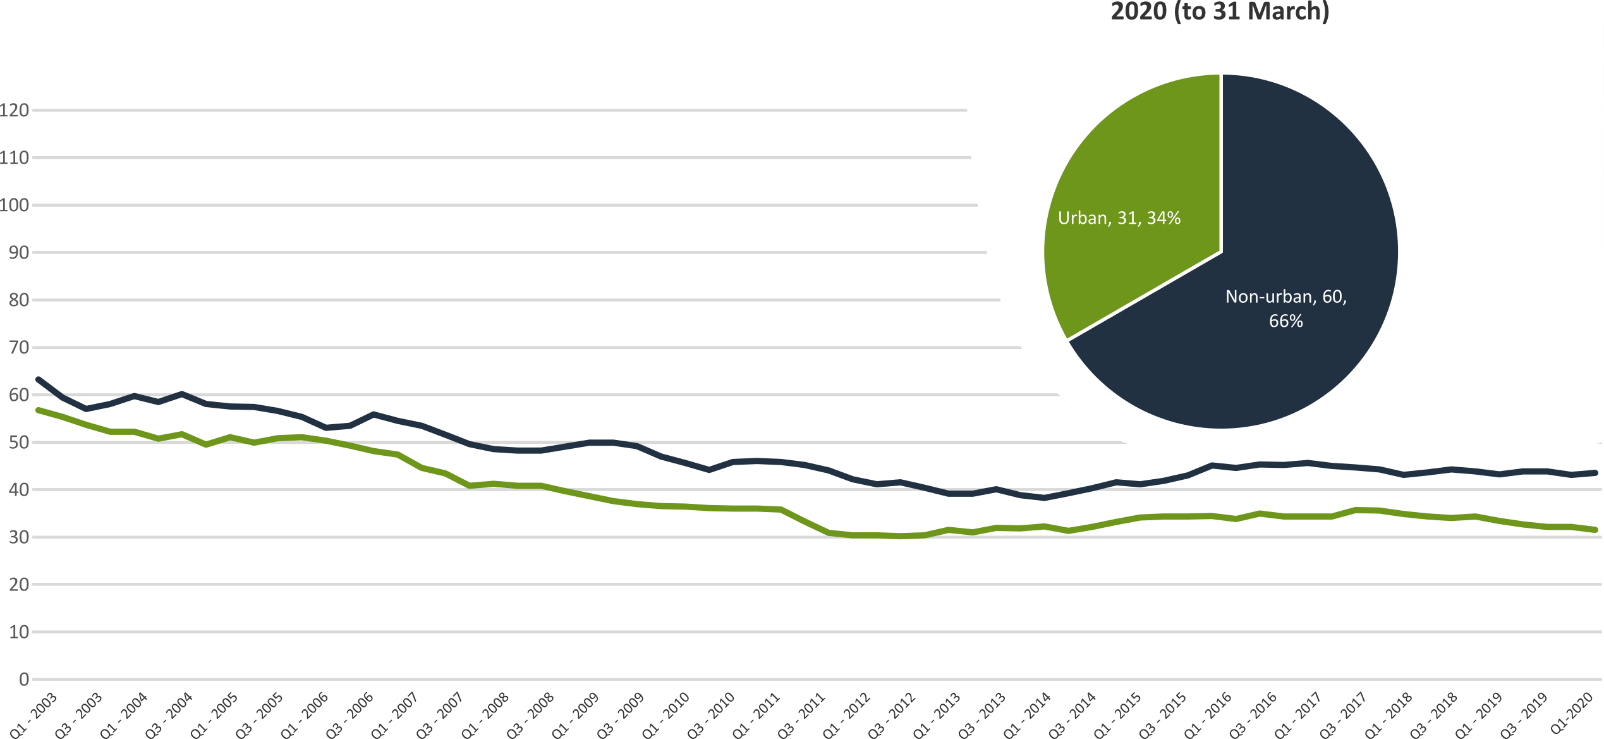 2020 (to 31 March)
120
110
100
90
80
70
60
50
40
30
20
10
0
Urban, 31, 34%
Non-urban, 60,
66%
Q1 - 2003
Q3 - 2003
Q1 - 2004
Q3 - 2004
Q1 - 2005
Q3 - 2005
Q1 - 2006
Q3 - 2006
Q1 - 2007
Q3 - 2007
Q1 - 2008
Q3 - 2008
Q1 - 2009
Q3 - 2009
Q1 - 2010
Q3 - 2010
Q1 - 2011
Q3 - 2011
Q1 - 2012
Q3 - 2012
Q1 - 2013
Q3 - 2013
Q1 - 2014
Q3 - 2014
Q1 - 2015
Q3 - 2015
Q1 - 2016
Q3 - 2016
Q1 - 2017
Q3 - 2017
Q1 - 2018
Q3 - 2018
Q1 - 2019
Q3 - 2019
Q1-2020